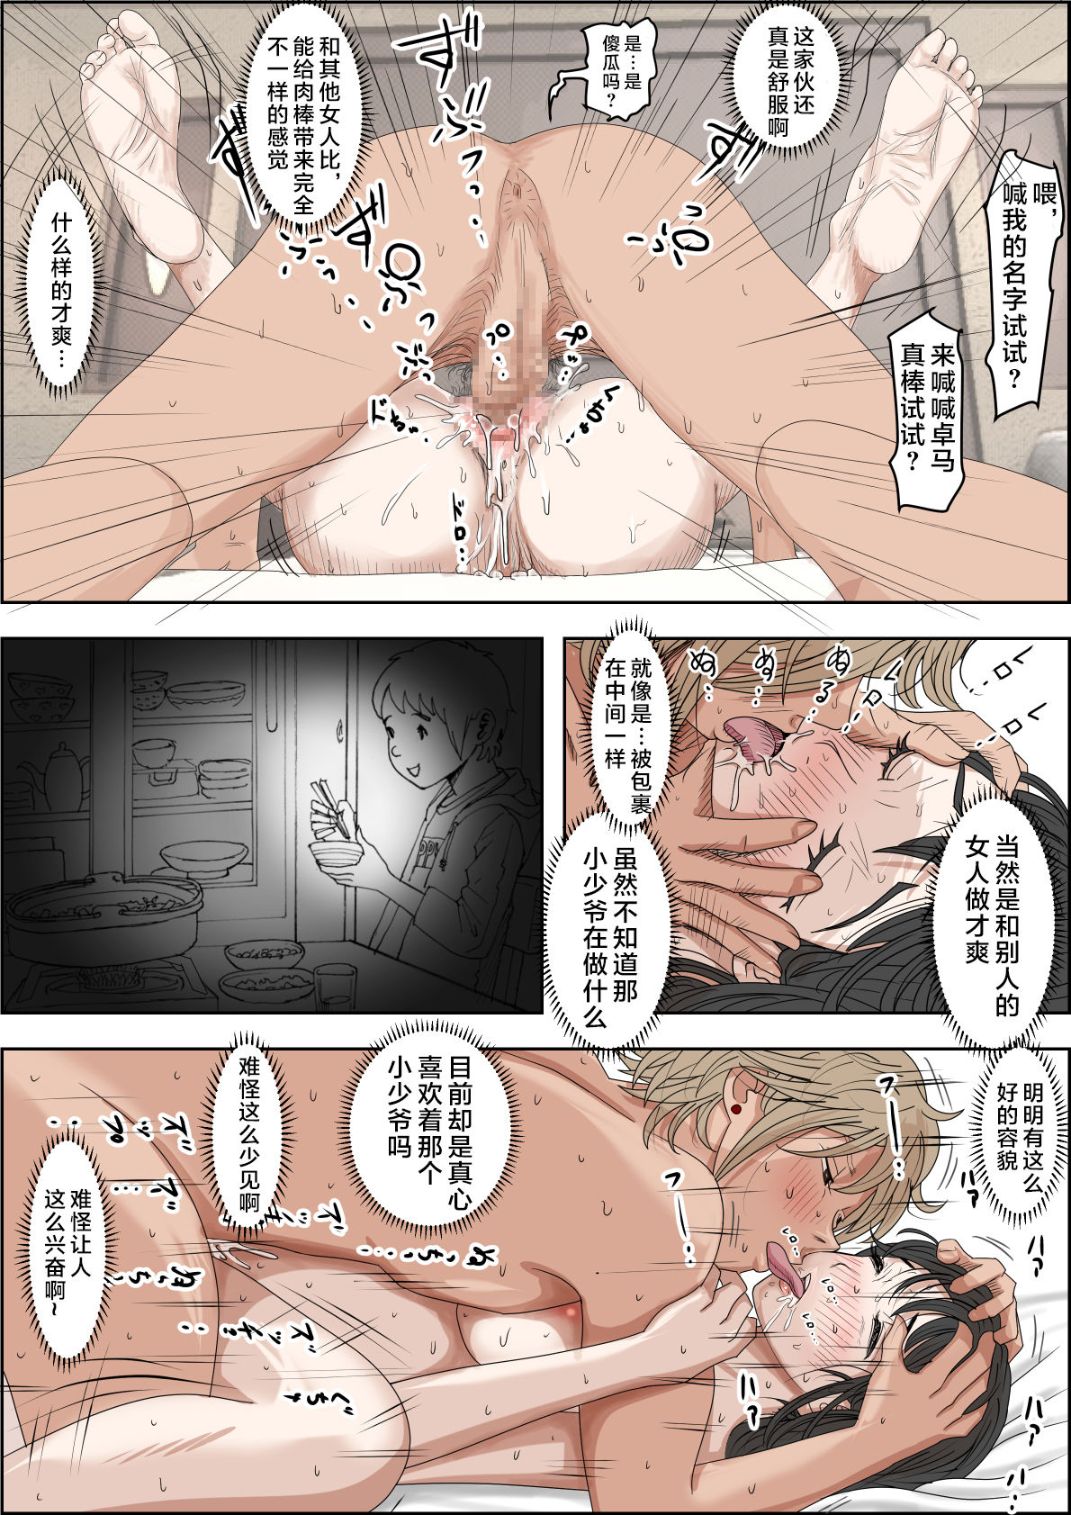 喂，
喊我的名字试试？
来喊喊卓马
真棒试试？
这家伙还
真是舒服啊
是…是
傻瓜吗？
和其他女人比，
能给肉棒带来完全
不一样的感觉
什么样的才爽…
当然是和别人的
女人做才爽
就像是…被包裹
在中间一样
虽然不知道那
小少爷在做什么
明明有这么
好的容貌
目前却是真心
喜欢着那个
小少爷吗
难怪这么少见啊
难怪让人
这么兴奋啊~